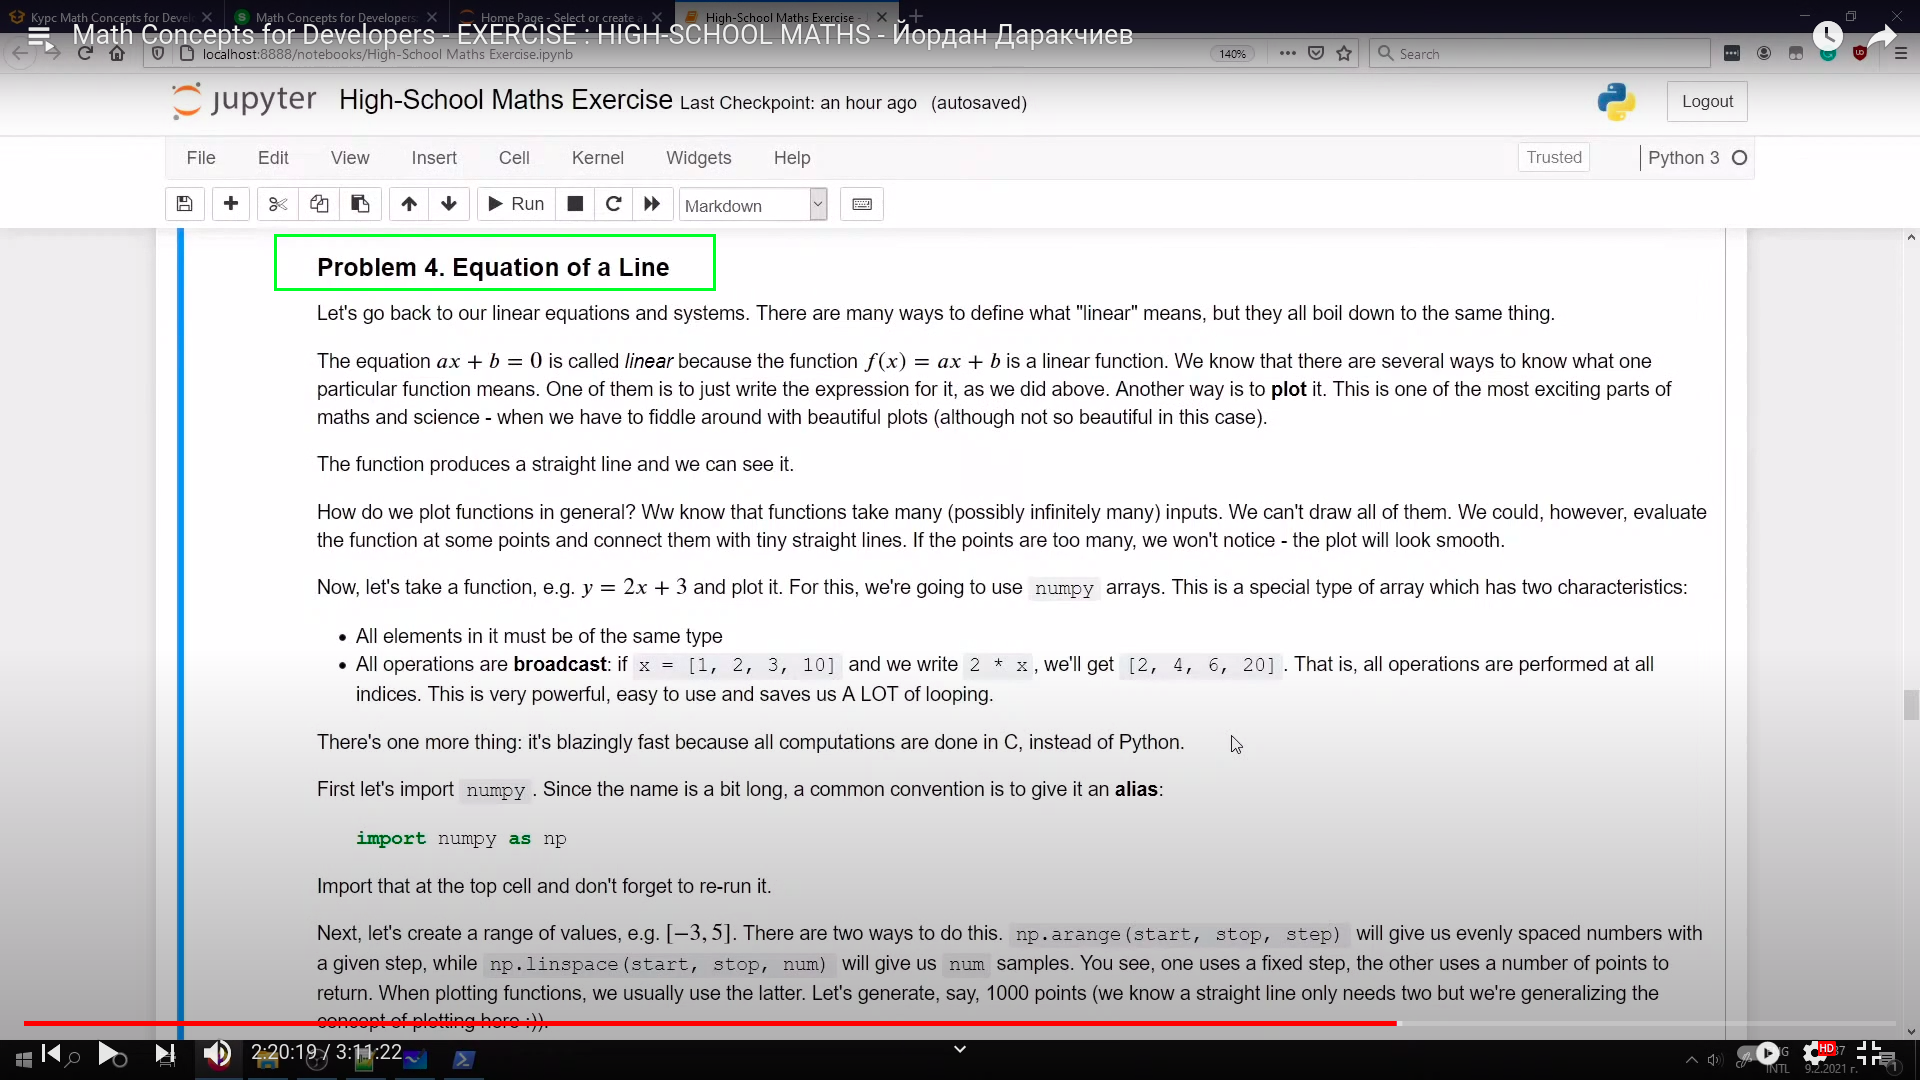 Курс Math Concepts for Devel
Math Concepts for Developers
Home Page - Select or create a
High-School Maths Exercise -
Math Concepts for Developers - EXERCISE : HIGH-SCHOOL MATHS - Йордан Даракчиев
localhost:8888/notebooks/High-School Maths Exercise.ipynb
140%
Search
jupyter High-School Maths Exercise Last Checkpoint: an hour ago (autosaved)
Logout
File Edit View Insert Cell Kernel Widgets Help
Trusted
Python 3
Run
Markdown
Problem 4. Equation of a Line
Let's go back to our linear equations and systems. There are many ways to define what "linear" means, but they all boil down to the same thing.
The equation ax + b = 0 is called linear because the function f(x) = ax + b is a linear function. We know that there are several ways to know what one
particular function means. One of them is to just write the expression for it, as we did above. Another way is to plot it. This is one of the most exciting parts of
maths and science - when we have to fiddle around with beautiful plots (although not so beautiful in this case).
The function produces a straight line and we can see it.
How do we plot functions in general? Ww know that functions take many (possibly infinitely many) inputs. We can't draw all of them. We could, however, evaluate
the function at some points and connect them with tiny straight lines. If the points are too many, we won't notice - the plot will look smooth.
Now, let's take a function, e.g. y = 2x + 3 and plot it. For this, we're going to use numpy arrays. This is a special type of array which has two characteristics:
• All elements in it must be of the same type
• All operations are broadcast: if x = [1, 2, 3, 10] and we write 2 * x, we'll get [2, 4, 6, 20]. That is, all operations are performed at all
indices. This is very powerful, easy to use and saves us A LOT of looping.
There's one more thing: it's blazingly fast because all computations are done in C, instead of Python.
First let's import numpy. Since the name is a bit long, a common convention is to give it an alias:
import numpy as np
Import that at the top cell and don't forget to re-run it.
Next, let's create a range of values, e.g. [−3, 5]. There are two ways to do this. np.arange(start, stop, step) will give us evenly spaced numbers with
a given step, while np.linspace(start, stop, num) will give us num samples. You see, one uses a fixed step, the other uses a number of points to
return. When plotting functions, we usually use the latter. Let's generate, say, 1000 points (we know a straight line only needs two but we're generalizing the
concept of plotting here :)).
2:20:19 / 3:11:22
HD
INTL
9.2.2021 г.